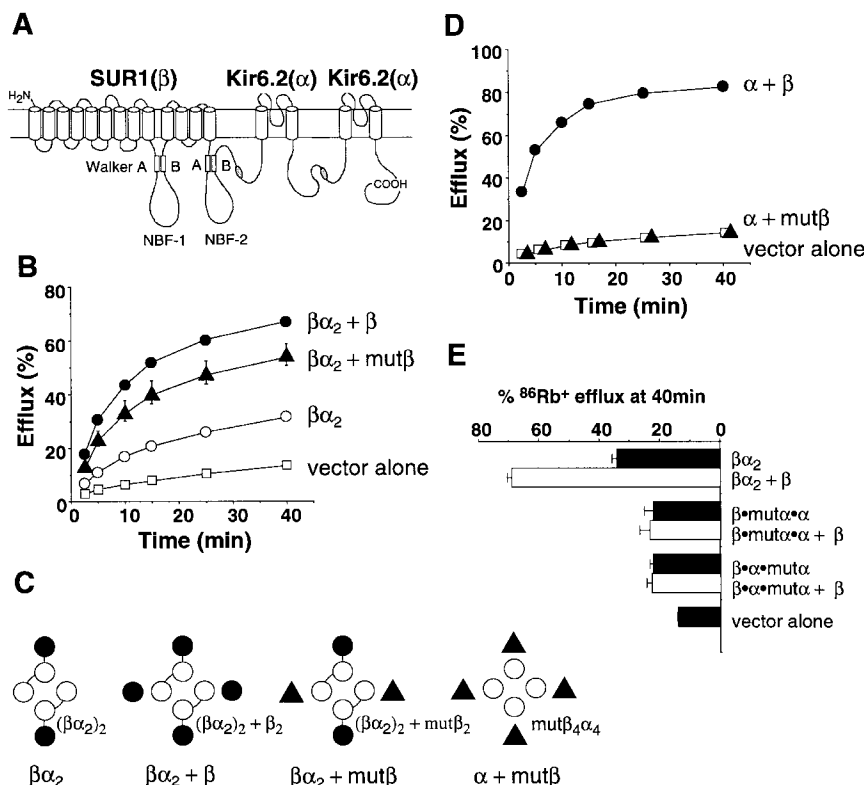 A
SUR1(β) Kir6.2(α) Kir6.2(α)
H₂N
Walker A B A B
COOH
NBF-1 NBF-2
B
Efflux (%)
80
60
40
20
0
0 10 20 30 40
Time (min)
βα₂ + β
βα₂ + mutβ
βα₂
vector alone
C
(βα₂)₂ (βα₂)₂ + β₂ (βα₂)₂ + mutβ₂ mutβ₄α₄
βα₂ βα₂ + β βα₂ + mutβ α + mutβ
D
Efflux (%)
100
80
60
40
20
0
0 10 20 30 40
Time (min)
α + β
α + mutβ
vector alone
E
% ⁸⁶Rb⁺ efflux at 40min
80 60 40 20 0
βα₂
βα₂ + β
β•mutα•α
β•mutα•α + β
β•α•mutα
β•α•mutα + β
vector alone